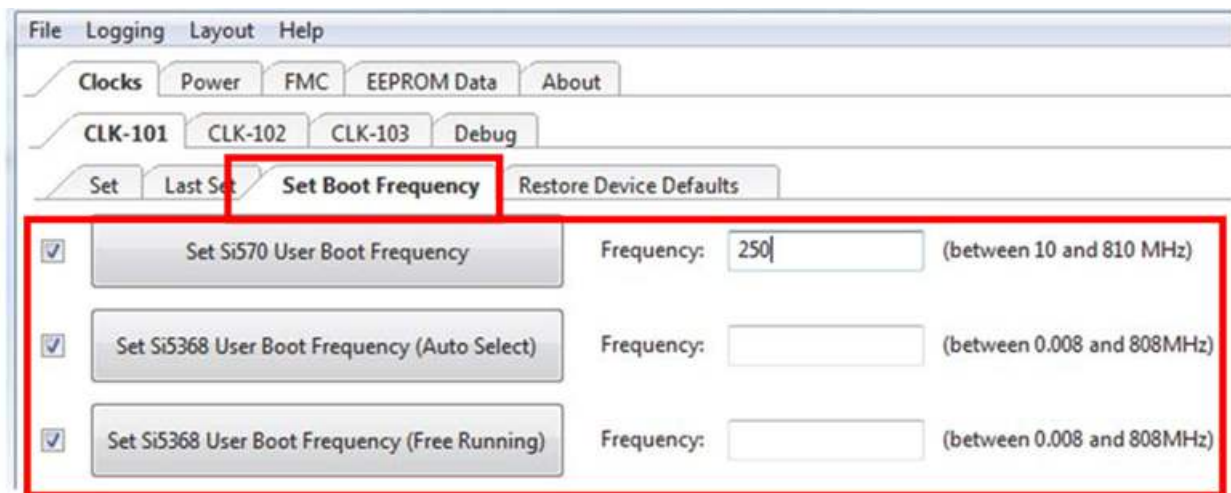 File Logging Layout Help
Clocks Power FMC EEPROM Data About
CLK-101 CLK-102 CLK-103 Debug
Set Last Set Set Boot Frequency Restore Device Defaults
Set Si570 User Boot Frequency Frequency: 250 (between 10 and 810 MHz)
Set Si5368 User Boot Frequency (Auto Select) Frequency: (between 0.008 and 808MHz)
Set Si5368 User Boot Frequency (Free Running) Frequency: (between 0.008 and 808MHz)